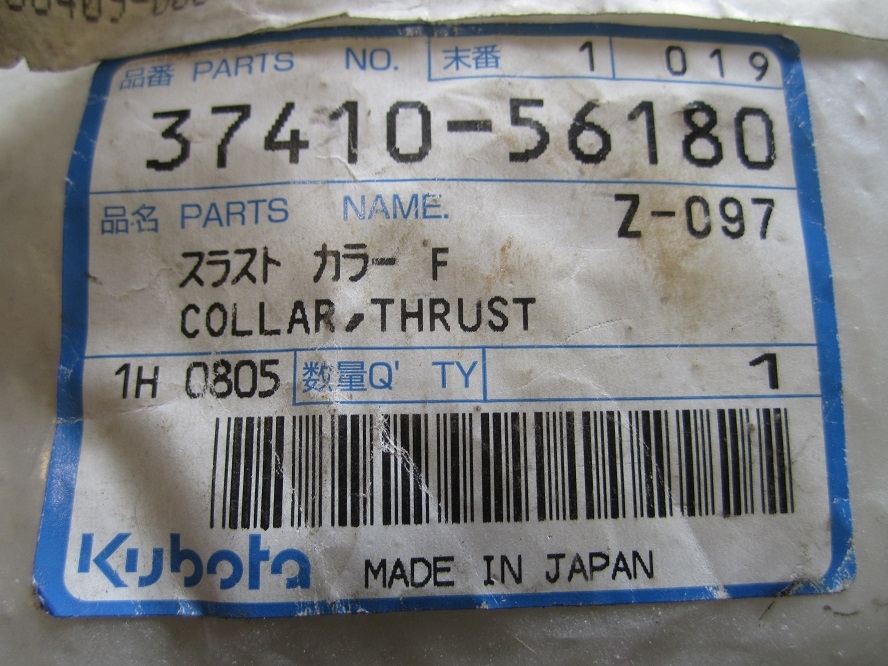 品番 PARTS NO. 末番 1 019
37410-56180
品名 PARTS NAME. Z-097
スラスト カラー F
COLLAR,THRUST
1H 0805 数量Q'TY 1
Kubota MADE IN JAPAN